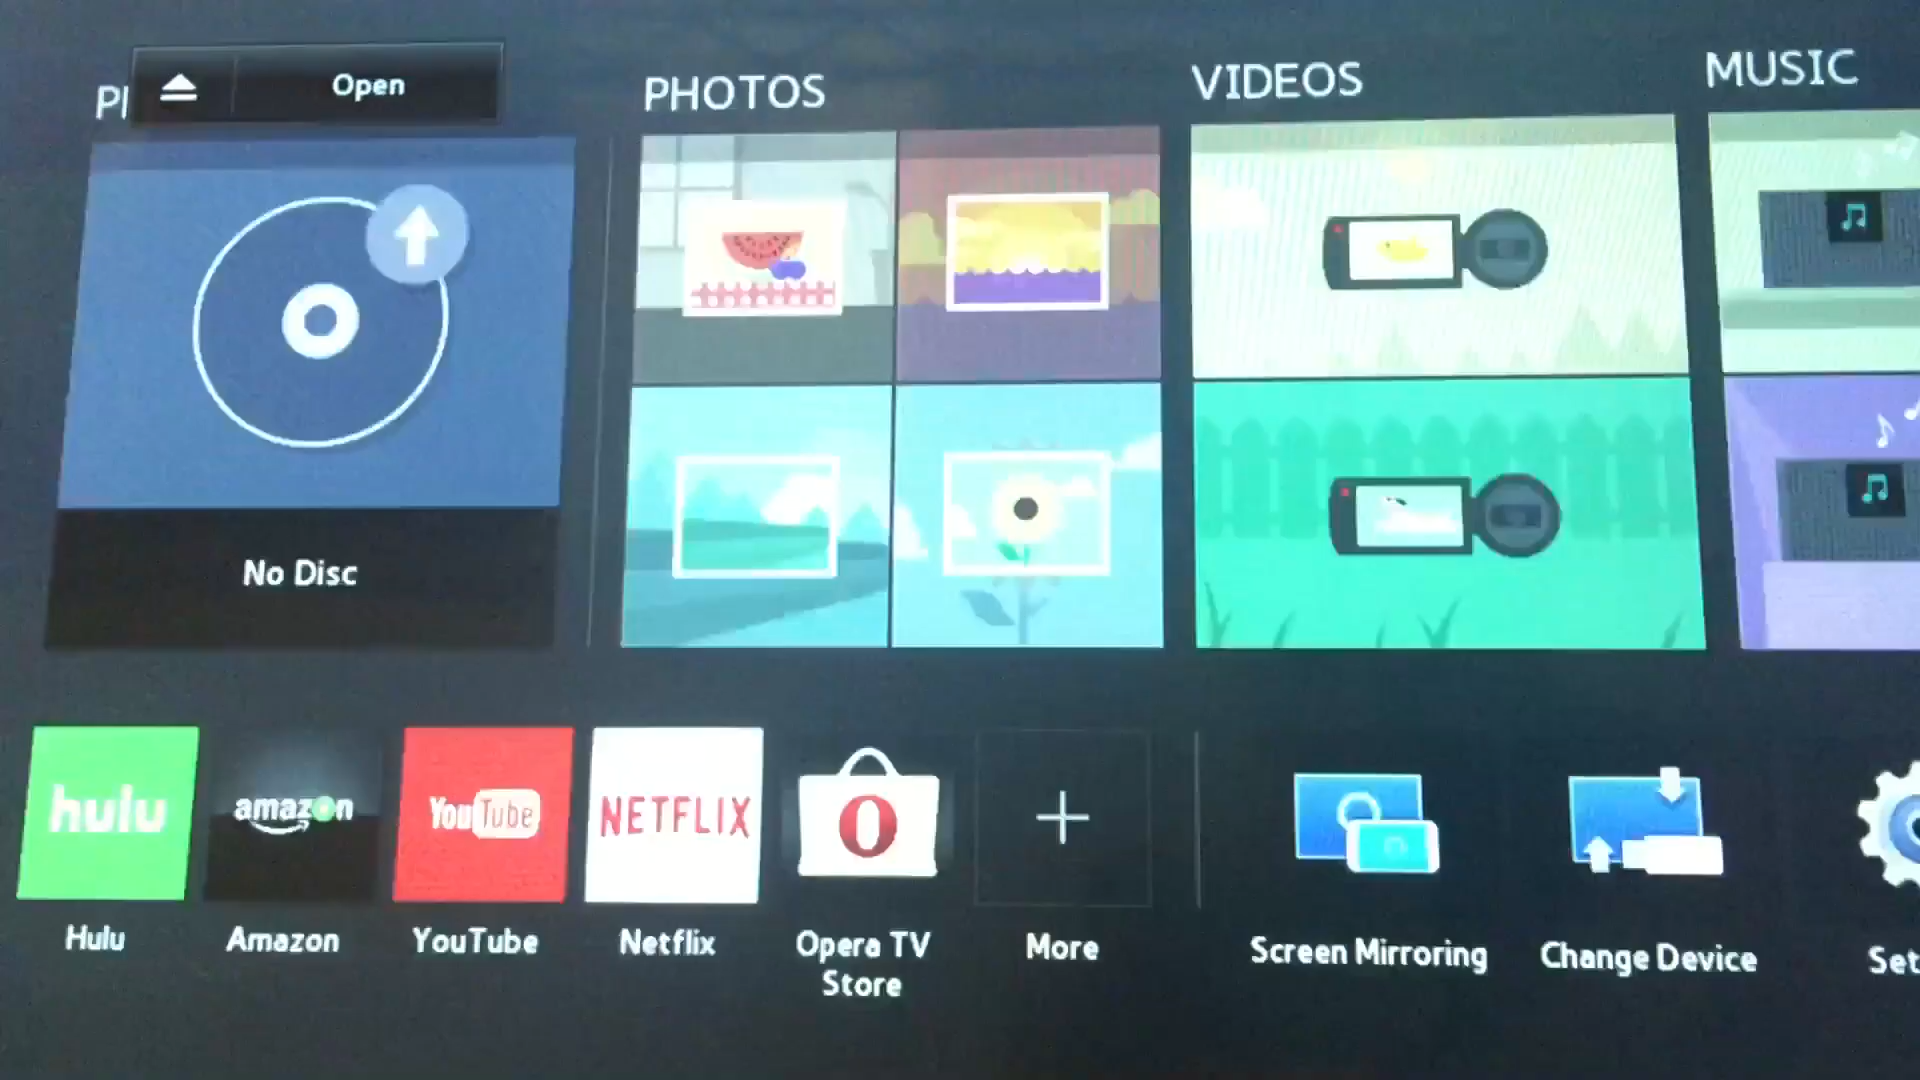 Open
PHOTOS
VIDEOS
MUSIC
No Disc
hulu
amazon
YouTube
NETFLIX
Hulu
Amazon
YouTube
Netflix
Opera TV
Store
More
Screen Mirroring
Change Device